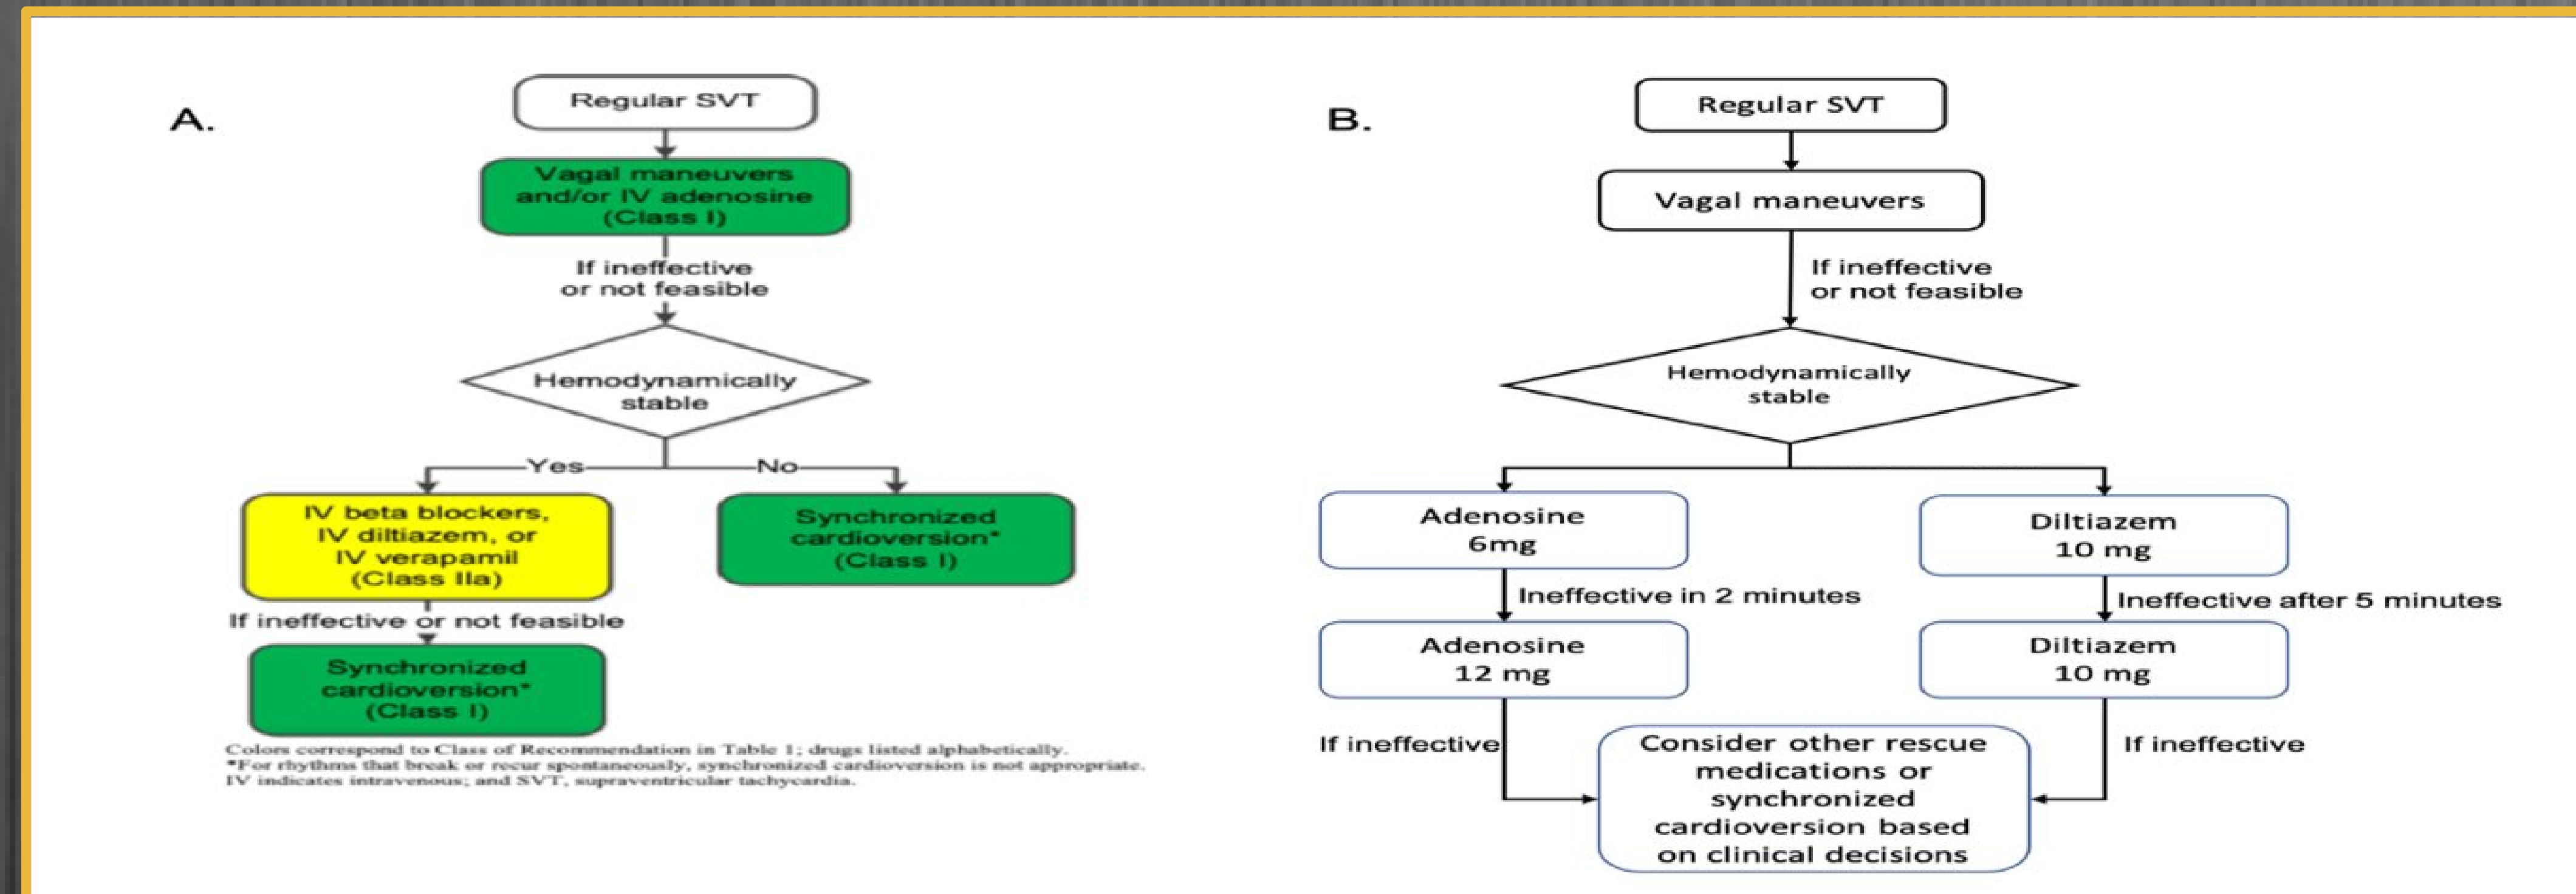 A.
Regular SVT
Vagal maneuvers
and/or IV adenosine
(Class I)
If ineffective
or not feasible
Hemodynamically
stable
Yes
No
IV beta blockers,
IV diltiazem, or
IV verapamil
(Class IIa)
Synchronized
cardioversion*
(Class I)
If ineffective or not feasible
Synchronized
cardioversion*
(Class I)
Colors correspond to Class of Recommendation in Table 1; drugs listed alphabetically.
*For rhythms that break or recur spontaneously, synchronized cardioversion is not appropriate.
IV indicates intravenous; and SVT, supraventricular tachycardia.
B.
Regular SVT
Vagal maneuvers
If ineffective
or not feasible
Hemodynamically
stable
Adenosine
6mg
Diltiazem
10 mg
Ineffective in 2 minutes
Ineffective after 5 minutes
Adenosine
12 mg
Diltiazem
10 mg
If ineffective
If ineffective
Consider other rescue
medications or
synchronized
cardioversion based
on clinical decisions